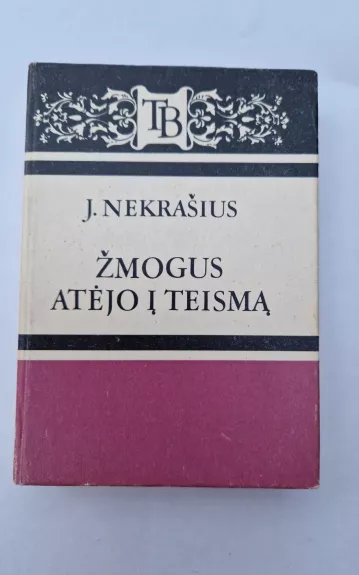 TB
J. NEKRAŠIUS
ŽMOGUS
ATĖJO Į TEISMĄ